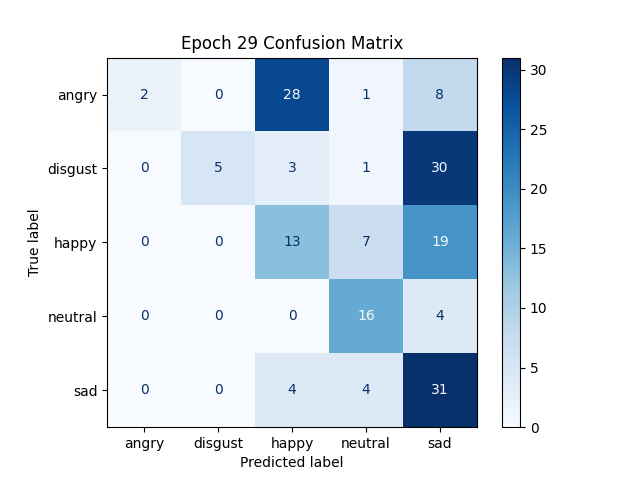 Epoch 29 Confusion Matrix
True label
angry 2 0 28 1 8
disgust 0 5 3 1 30
happy 0 0 13 7 19
neutral 0 0 0 16 4
sad 0 0 4 4 31
angry disgust happy neutral sad
Predicted label
30
25
20
15
10
5
0